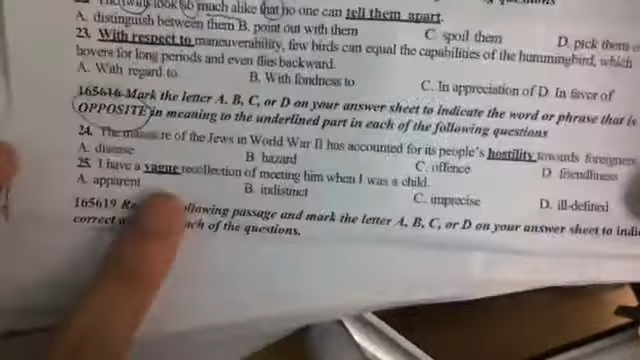 look so much alike that no one can tell them apart.
A. distinguish between them B. point out with them C. spoil them D. pick them
23. With respect to maneuverability, few birds can equal the capabilities of the hummingbird, which
hovers for long periods and even flies backward.
A. With regard to B. With fondness to C. In appreciation of D. In favor of
165616 Mark the letter A, B, C, or D on your answer sheet to indicate the word or phrase that is
OPPOSITE in meaning to the underlined part in each of the following questions
24. The massacre of the Jews in World War II has accounted for its people's hostility towards foreigners
A. disease B. hazard C. offence D. friendliness
25. I have a vague recollection of meeting him when I was a child.
A. apparent B. indistinct C. imprecise D. ill-defined
165619 llowing passage and mark the letter A, B, C, or D on your answer sheet to indi
correct ach of the questions.